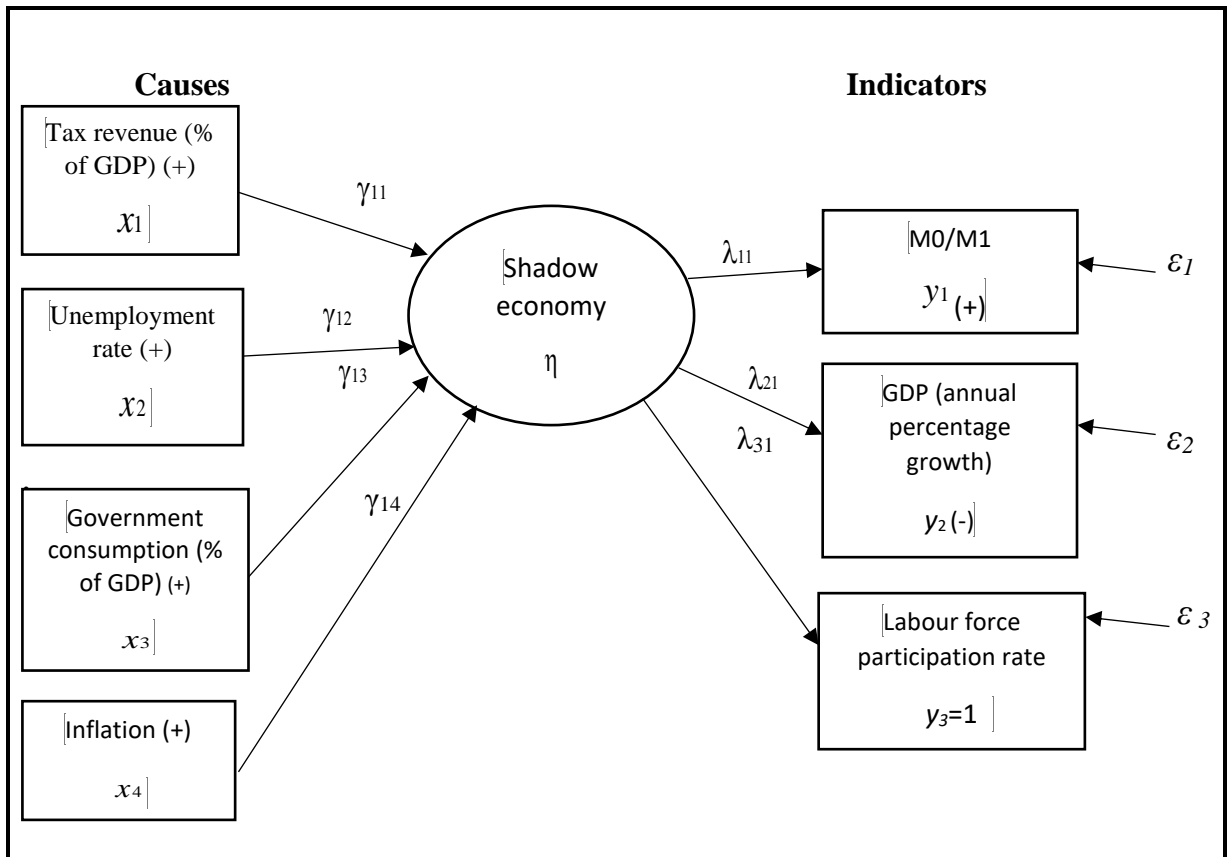 Causes
Indicators
Tax revenue (%
of GDP) (+)
x1
Unemployment
rate (+)
x2
Government
consumption (%
of GDP) (+)
x3
Inflation (+)
x4
γ11
γ12
γ13
γ14
Shadow
economy
η
λ11
λ21
λ31
M0/M1
y1 (+)
GDP (annual
percentage
growth)
y2 (-)
Labour force
participation rate
y3=1
ε1
ε2
ε3